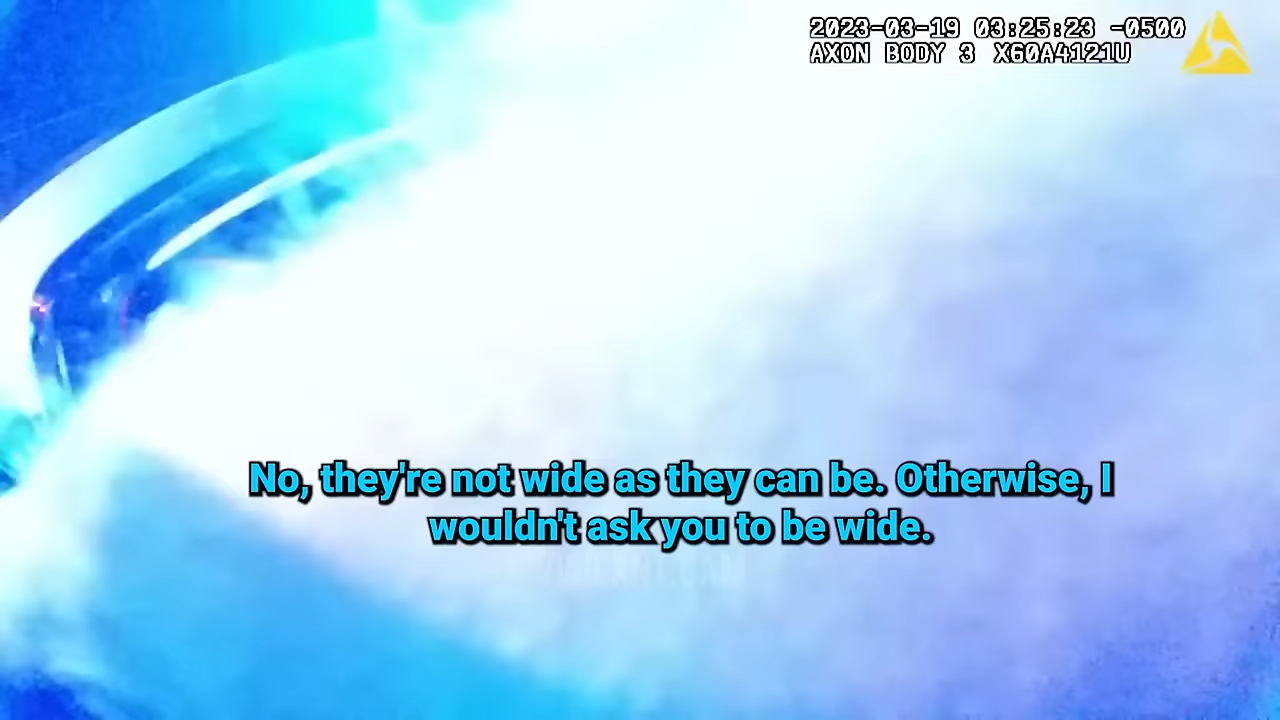 2023-03-19 03:25:23 -0500
AXON BODY 3 X60A4121U
No, they're not wide as they can be. Otherwise, I
wouldn't ask you to be wide.